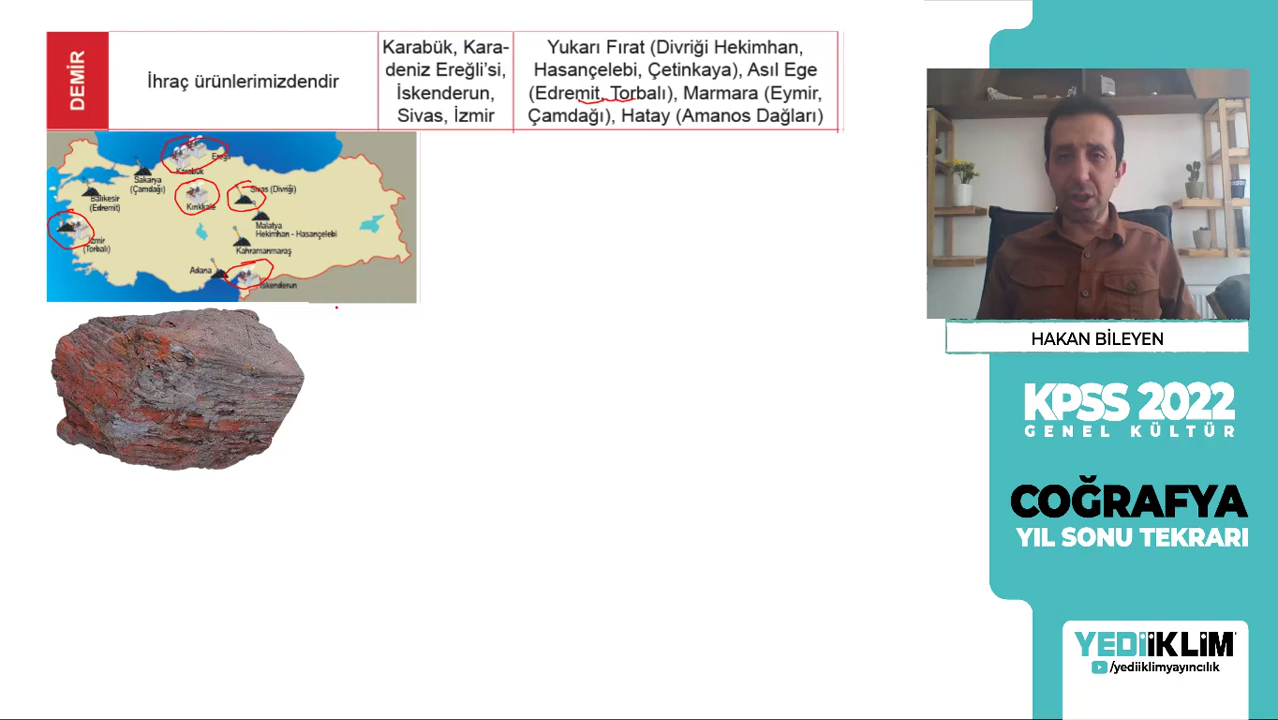 DEMİR
İhraç ürünlerimizdendir
Karabük, Kara-
deniz Ereğli'si,
İskenderun,
Sivas, İzmir
Yukarı Fırat (Divriği Hekimhan,
Hasançelebi, Çetinkaya), Asıl Ege
(Edremit, Torbalı), Marmara (Eymir,
Çamdağı), Hatay (Amanos Dağları)
Ereğli
Karabük
Sakarya
(Çamdağı)
Balıkesir
(Edremit)
Kırıkkale
Sivas (Divriği)
Malatya
Hekimhan - Hasançelebi
İzmir
(Torbalı)
Kahramanmaraş
Adana
İskenderun
HAKAN BİLEYEN
KPSS 2022
GENEL KÜLTÜR
COĞRAFYA
YIL SONU TEKRARI
YEDİİKLİM
/yediiklimyayıncılık